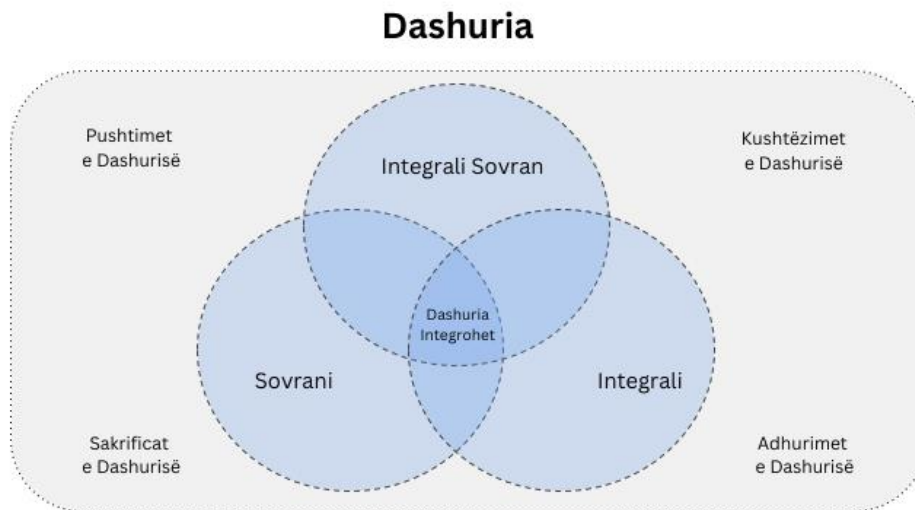 Dashuria
Pushtimet
e Dashurisë
Kushtëzimet
e Dashurisë
Integrali Sovran
Dashuria
Integrohet
Sovrani
Integrali
Sakrificat
e Dashurisë
Adhurimet
e Dashurisë